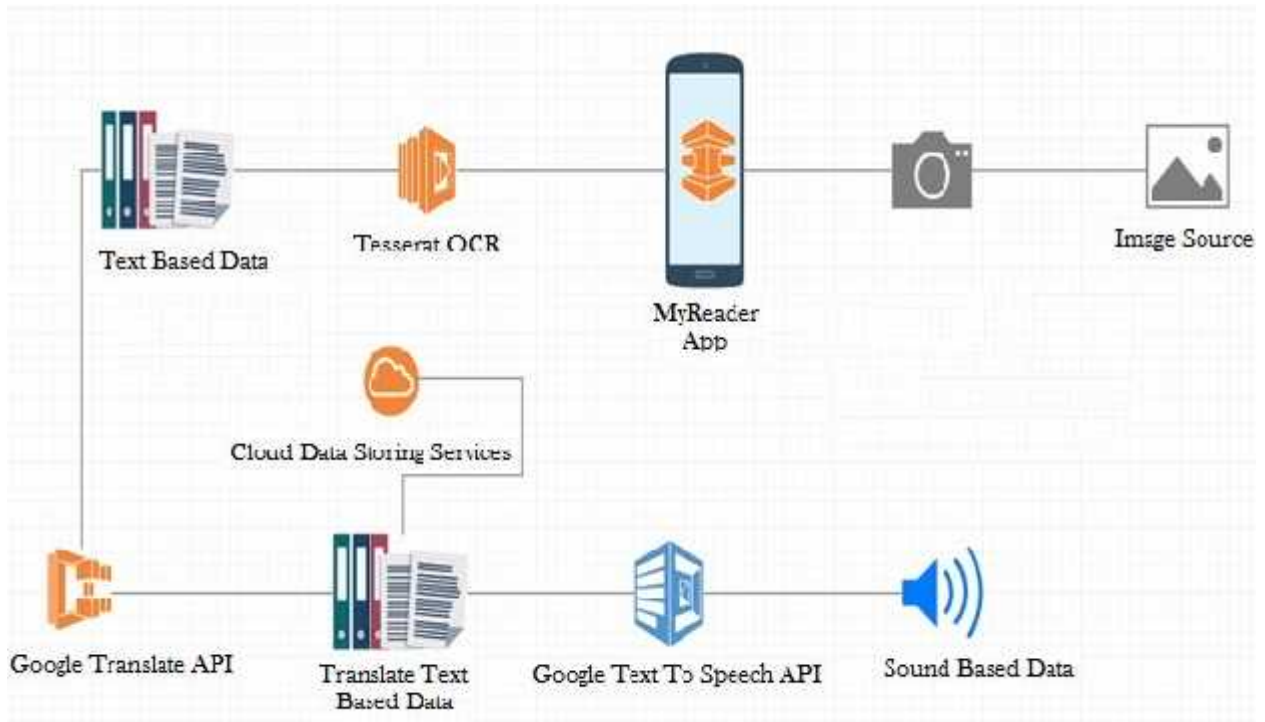 Text Based Data
Tesserat OCR
MyReader
App
Image Source
Cloud Data Storing Services
Google Translate API
Translate Text
Based Data
Google Text To Speech API
Sound Based Data